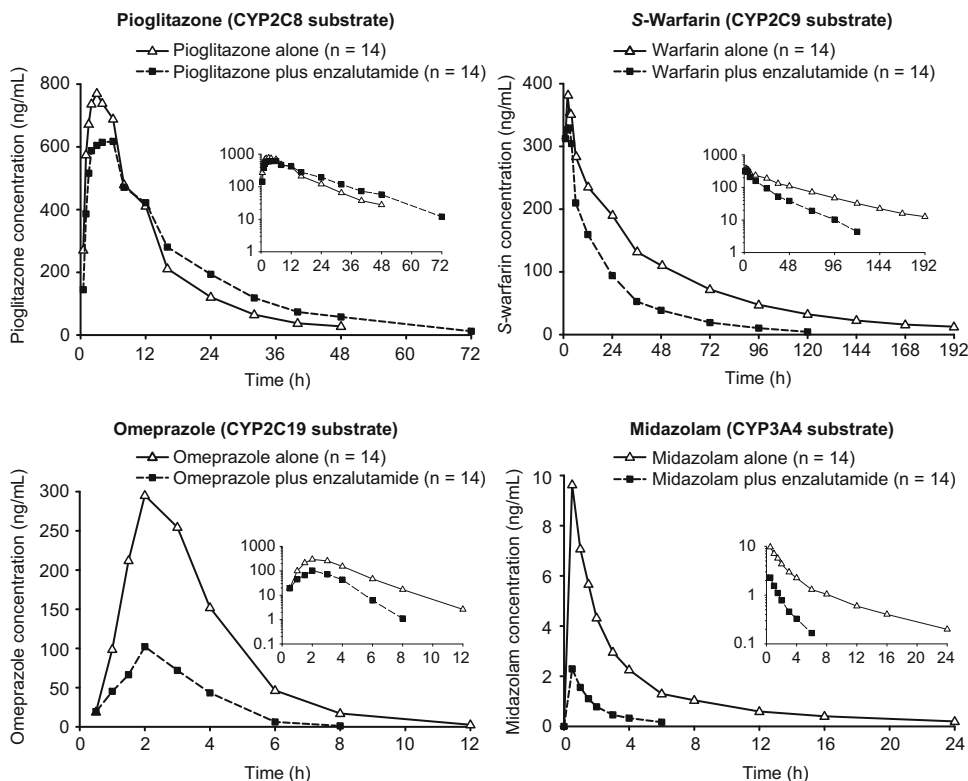 Pioglitazone (CYP2C8 substrate)
Pioglitazone alone (n = 14)
Pioglitazone plus enzalutamide (n = 14)
Pioglitazone concentration (ng/mL)
800
600
400
200
0
0 12 24 36 48 60 72
Time (h)
1000
100
10
1
0 12 24 36 48 60 72
S-Warfarin (CYP2C9 substrate)
Warfarin alone (n = 14)
Warfarin plus enzalutamide (n = 14)
S-warfarin concentration (ng/mL)
400
300
200
100
0
0 24 48 72 96 120 144 168 192
Time (h)
1000
100
10
1
0 48 96 144 192
Omeprazole (CYP2C19 substrate)
Omeprazole alone (n = 14)
Omeprazole plus enzalutamide (n = 14)
Omeprazole concentration (ng/mL)
300
250
200
150
100
50
0
0 2 4 6 8 10 12
Time (h)
1000
100
10
1
0.1
0 2 4 6 8 10 12
Midazolam (CYP3A4 substrate)
Midazolam alone (n = 14)
Midazolam plus enzalutamide (n = 14)
Midazolam concentration (ng/mL)
10
8
6
4
2
0
0 4 8 12 16 20 24
Time (h)
10
1
0.1
0 4 8 12 16 20 24